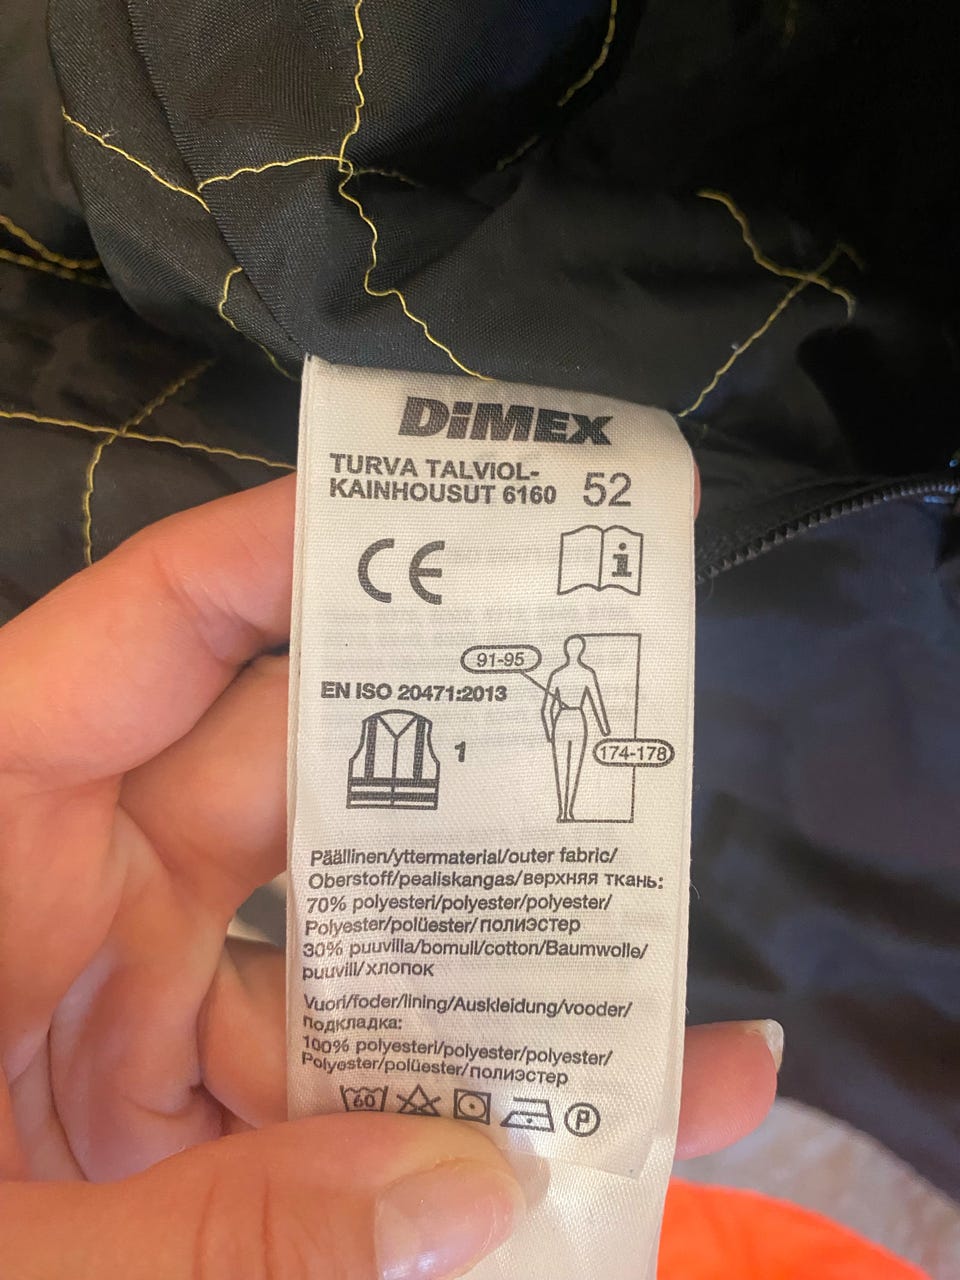 DiMEX
TURVA TALVIOL-
KAINHOUSUT 6160 52
CE
i
91-95
EN ISO 20471:2013
1
174-178
Päällinen/yttermaterial/outer fabric/
Oberstoff/pealiskangas/верхняя ткань:
70% polyesteri/polyester/polyester/
Polyester/polüester/полиэстер
30% puuvilla/bomull/cotton/Baumwolle/
puuvill/хлопок
Vuori/foder/lining/Auskleidung/vooder/
подкладка:
100% polyesteri/polyester/polyester/
Polyester/polüester/полиэстер
60 P